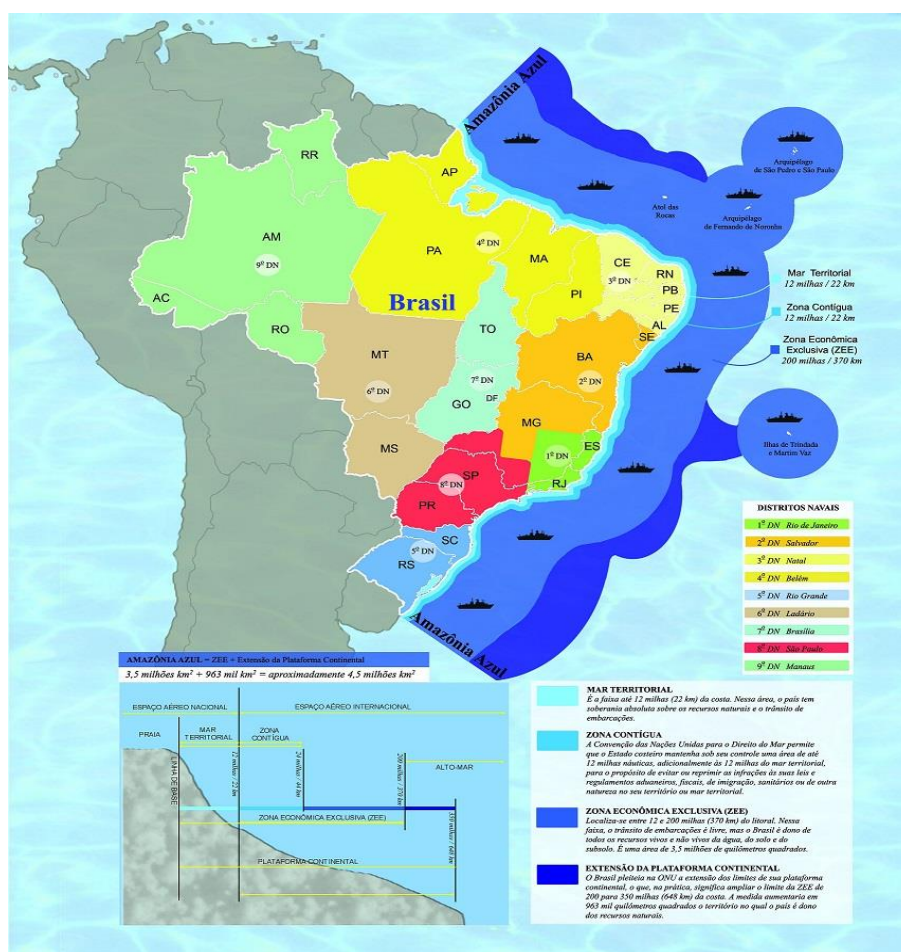 Amazônia Azul
RR
AP
AM
9º DN
PA
4º DN
MA
CE
3º DN
RN
PB
PE
AL
SE
PI
AC
RO
Brasil
TO
MT
6º DN
BA
2º DN
7º DN
GO
DF
MG
MS
ES
1º DN
RJ
SP
8º DN
PR
SC
5º DN
RS
Amazônia Azul
Arquipélago
de São Pedro e São Paulo
Atol das
Rocas
Arquipélago
de Fernando de Noronha
Mar Territorial
12 milhas / 22 km
Zona Contígua
12 milhas / 22 km
Zona Econômica
Exclusiva (ZEE)
200 milhas / 370 km
Ilhas de Trindada
e Martim Vaz
DISTRITOS NAVAIS
1º DN Rio de Janeiro
2º DN Salvador
3º DN Natal
4º DN Belém
5º DN Rio Grande
6º DN Ladário
7º DN Brasília
8º DN São Paulo
9º DN Manaus
AMAZÔNIA AZUL = ZEE + Extensão da Plataforma Continental
3,5 milhões km² + 963 mil km² = aproximadamente 4,5 milhões km²
ESPAÇO AÉREO NACIONAL
ESPAÇO AÉREO INTERNACIONAL
PRAIA
MAR
TERRITORIAL
ZONA
CONTÍGUA
ALTO-MAR
LINHA DE BASE
12 milhas / 22 km
24 milhas / 44 km
200 milhas / 370 km
350 milhas / 648 km
ZONA ECONÔMICA EXCLUSIVA (ZEE)
PLATAFORMA CONTINENTAL
MAR TERRITORIAL
É a faixa até 12 milhas (22 km) da costa. Nessa área, o país tem
soberania absoluta sobre os recursos naturais e o trânsito de
embarcações.
ZONA CONTÍGUA
A Convenção das Nações Unidas para o Direito do Mar permite
que o Estado costeiro mantenha sob seu controle uma área de até
12 milhas náuticas, adicionalmente às 12 milhas do mar territorial,
para o propósito de evitar ou reprimir as infrações às suas leis e
regulamentos aduaneiros, fiscais, de imigração, sanitários ou de outra
natureza no seu território ou mar territorial.
ZONA ECONÔMICA EXCLUSIVA (ZEE)
Localiza-se entre 12 e 200 milhas (370 km) do litoral. Nessa
faixa, o trânsito de embarcações é livre, mas o Brasil é dono de
todos os recursos vivos e não vivos da água, do solo e do
subsolo. É uma área de 3,5 milhões de quilômetros quadrados.
EXTENSÃO DA PLATAFORMA CONTINENTAL
O Brasil pleiteia na ONU a extensão dos limites de sua plataforma
continental, o que, na prática, significa ampliar o limite da ZEE de
200 para 350 milhas (648 km) da costa. A medida aumentaria em
963 mil quilômetros quadrados o território no qual o país é dono
dos recursos naturais.